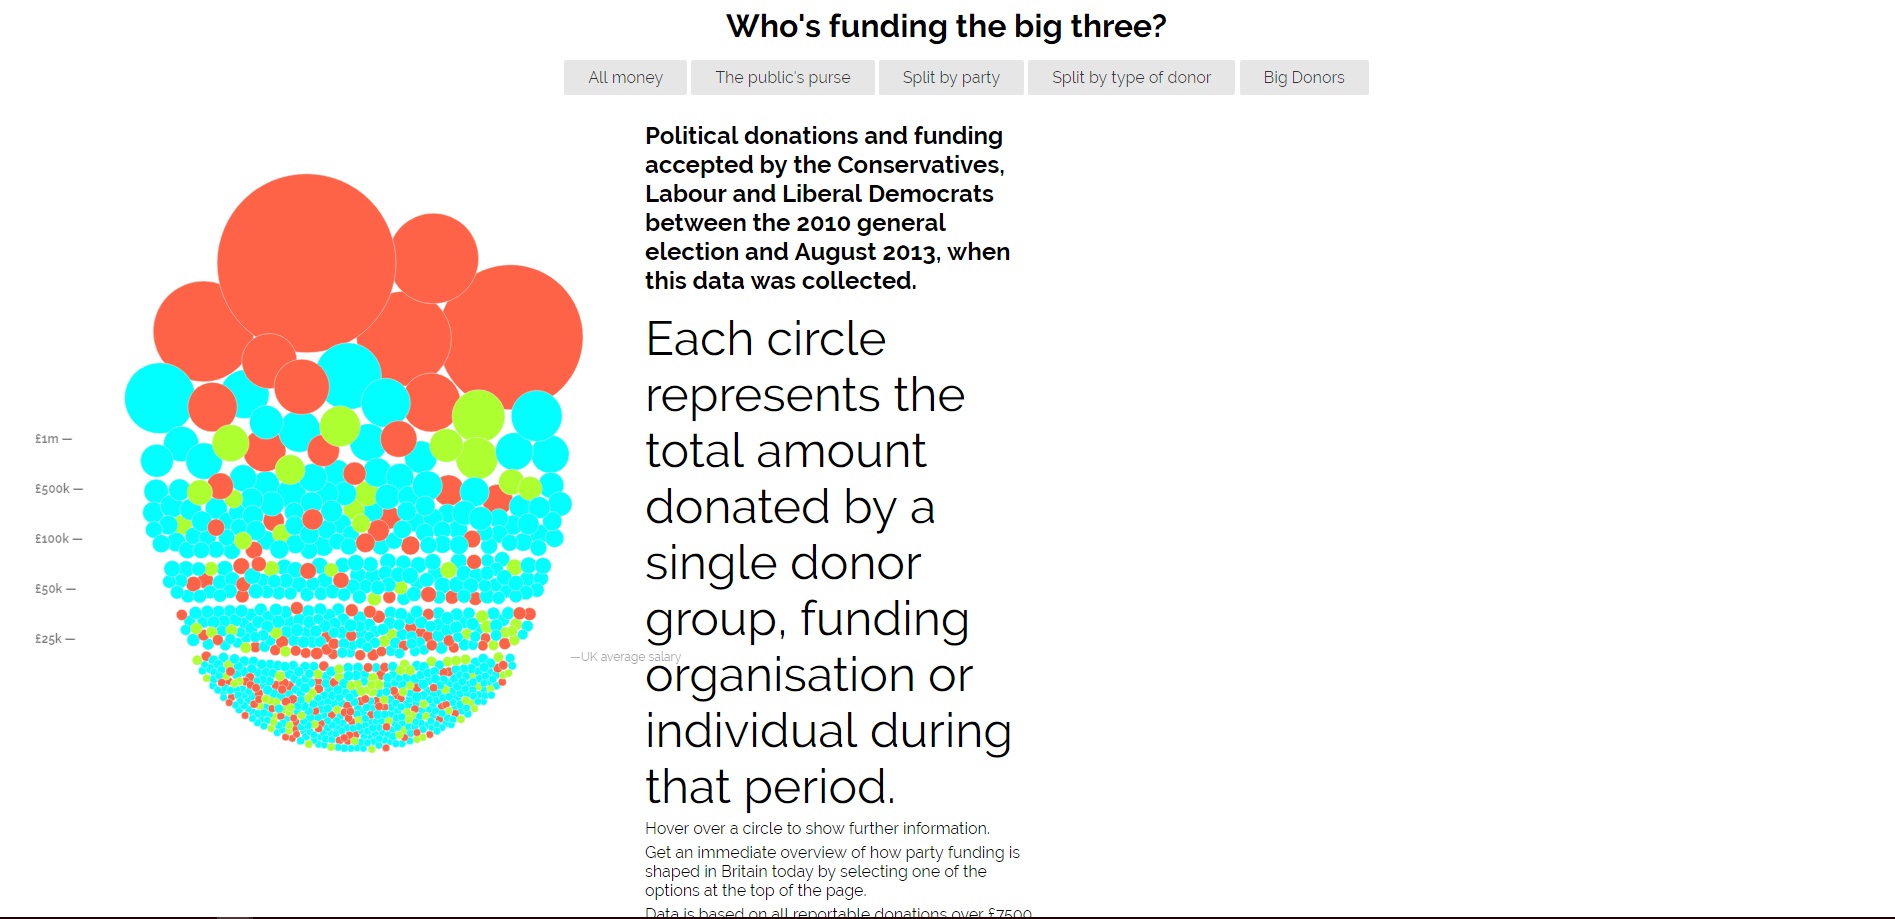 Who's funding the big three?
All money
The public's purse
Split by party
Split by type of donor
Big Donors
Political donations and funding
accepted by the Conservatives,
Labour and Liberal Democrats
between the 2010 general
election and August 2013, when
this data was collected.
Each circle
represents the
total amount
donated by a
single donor
group, funding
organisation or
individual during
that period.
Hover over a circle to show further information.
Get an immediate overview of how party funding is
shaped in Britain today by selecting one of the
options at the top of the page.
Data is based on all reportable donations over £7500
£1m —
£500k —
£100k —
£50k —
£25k —
—UK average salary